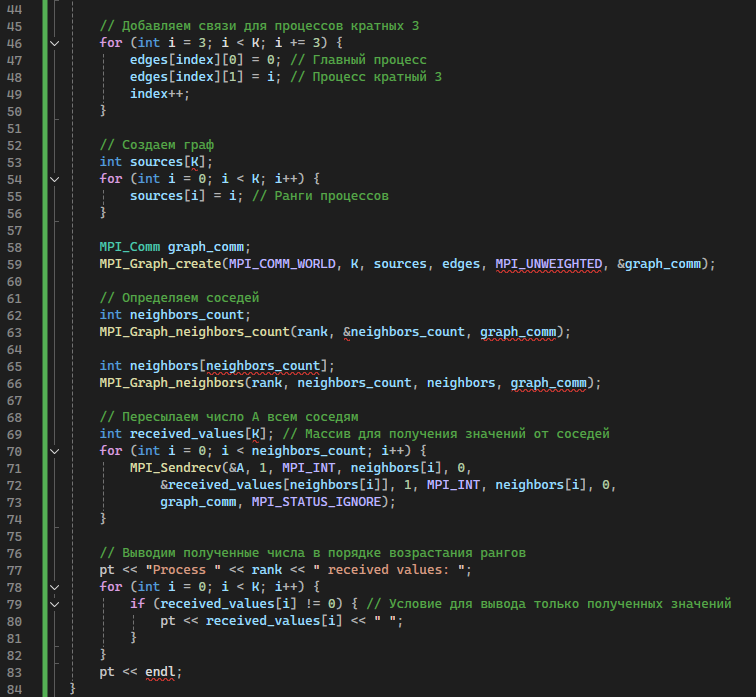 44
45 // Добавляем связи для процессов кратных 3
46 for (int i = 3; i < K; i += 3) {
47 edges[index][0] = 0; // Главный процесс
48 edges[index][1] = i; // Процесс кратный 3
49 index++;
50 }
51
52 // Создаем граф
53 int sources[K];
54 for (int i = 0; i < K; i++) {
55 sources[i] = i; // Ранги процессов
56 }
57
58 MPI_Comm graph_comm;
59 MPI_Graph_create(MPI_COMM_WORLD, K, sources, edges, MPI_UNWEIGHTED, &graph_comm);
60
61 // Определяем соседей
62 int neighbors_count;
63 MPI_Graph_neighbors_count(rank, &neighbors_count, graph_comm);
64
65 int neighbors[neighbors_count];
66 MPI_Graph_neighbors(rank, neighbors_count, neighbors, graph_comm);
67
68 // Пересылаем число A всем соседям
69 int received_values[K]; // Массив для получения значений от соседей
70 for (int i = 0; i < neighbors_count; i++) {
71 MPI_Sendrecv(&A, 1, MPI_INT, neighbors[i], 0,
72 &received_values[neighbors[i]], 1, MPI_INT, neighbors[i], 0,
73 graph_comm, MPI_STATUS_IGNORE);
74 }
75
76 // Выводим полученные числа в порядке возрастания рангов
77 pt << "Process " << rank << " received values: ";
78 for (int i = 0; i < K; i++) {
79 if (received_values[i] != 0) { // Условие для вывода только полученных значений
80 pt << received_values[i] << " ";
81 }
82 }
83 pt << endl;
84 }